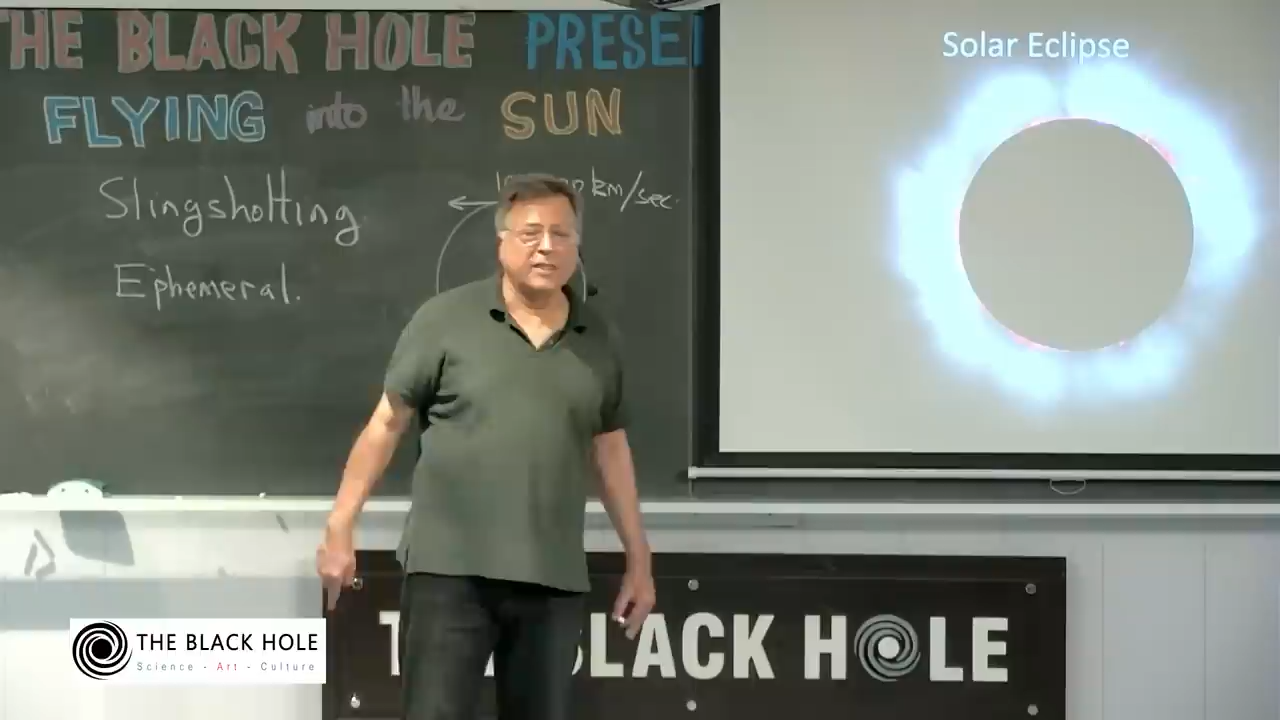 THE BLACK HOLE PRESE
FLYING into the SUN
Slingshotting
km/sec.
Ephemeral.
Solar Eclipse
THE BLACK HOLE
Science - Art - Culture
BLACK HOLE